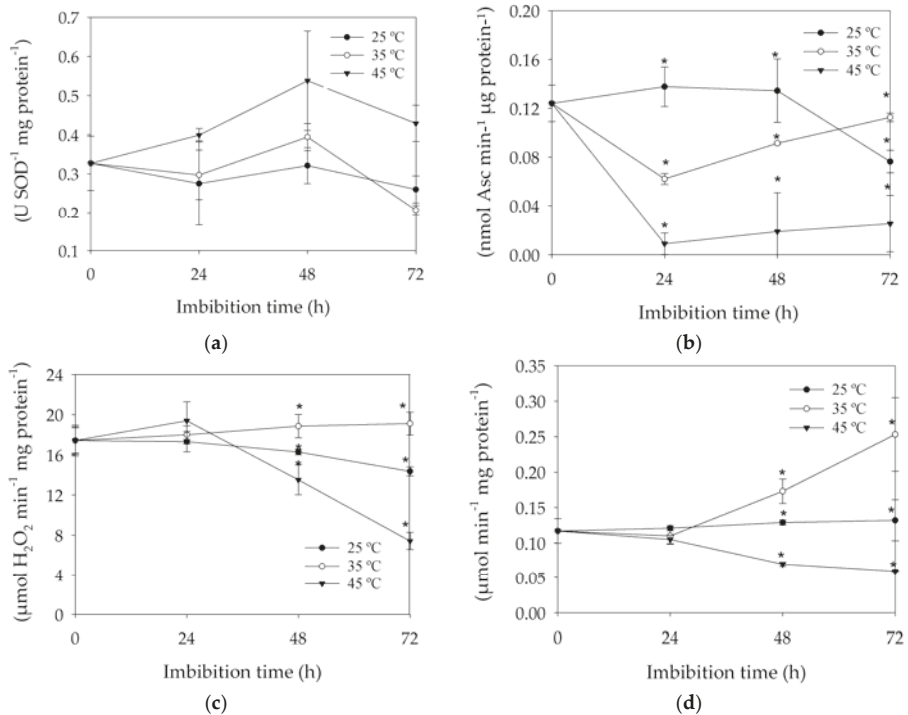 (U SOD⁻¹ mg protein⁻¹)
0.7
0.6
0.5
0.4
0.3
0.2
0.1
25 ºC
35 ºC
45 ºC
0 24 48 72
Imbibition time (h)
(a)
(nmol Asc min-¹ µg protein-¹)
0.20
0.16
0.12
0.08
0.04
0.00
25 ºC
35 ºC
45 ºC
0 24 48 72
Imbibition time (h)
(b)
(µmol H₂O₂ min⁻¹ mg protein⁻¹)
24
20
16
12
8
4
0
25 ºC
35 ºC
45 ºC
0 24 48 72
Imbibition time (h)
(c)
(µmol min⁻¹ mg protein⁻¹)
0.35
0.30
0.25
0.20
0.15
0.10
0.05
0.00
25 ºC
35 ºC
45 ºC
0 24 48 72
Imbibition time (h)
(d)